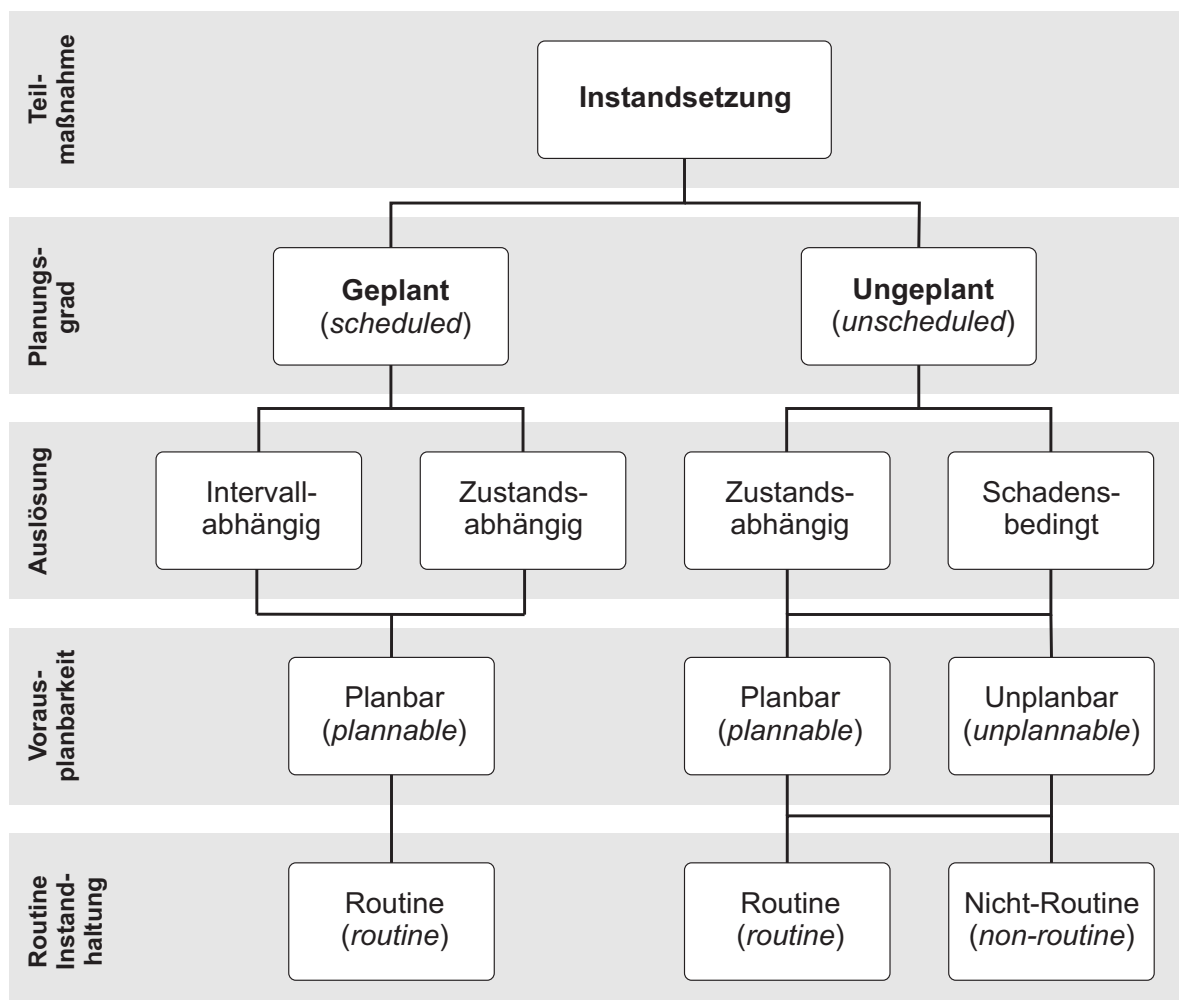 Teil-
maßnahme
Instandsetzung
Planungs-
grad
Geplant
(scheduled)
Ungeplant
(unscheduled)
Auslösung
Intervall-
abhängig
Zustands-
abhängig
Zustands-
abhängig
Schadens-
bedingt
Voraus-
planbarkeit
Planbar
(plannable)
Planbar
(plannable)
Unplanbar
(unplannable)
Routine
Instand-
haltung
Routine
(routine)
Routine
(routine)
Nicht-Routine
(non-routine)